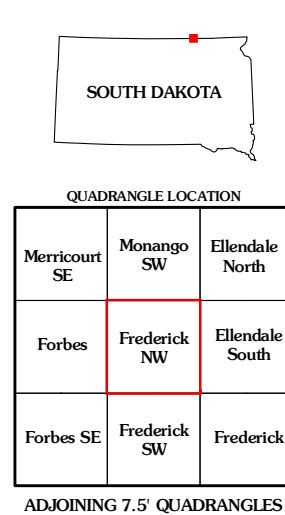 SOUTH DAKOTA
QUADRANGLE LOCATION
Merricourt
SE
Monango
SW
Ellendale
North
Forbes
Frederick
NW
Ellendale
South
Forbes SE
Frederick
SW
Frederick
ADJOINING 7.5' QUADRANGLES